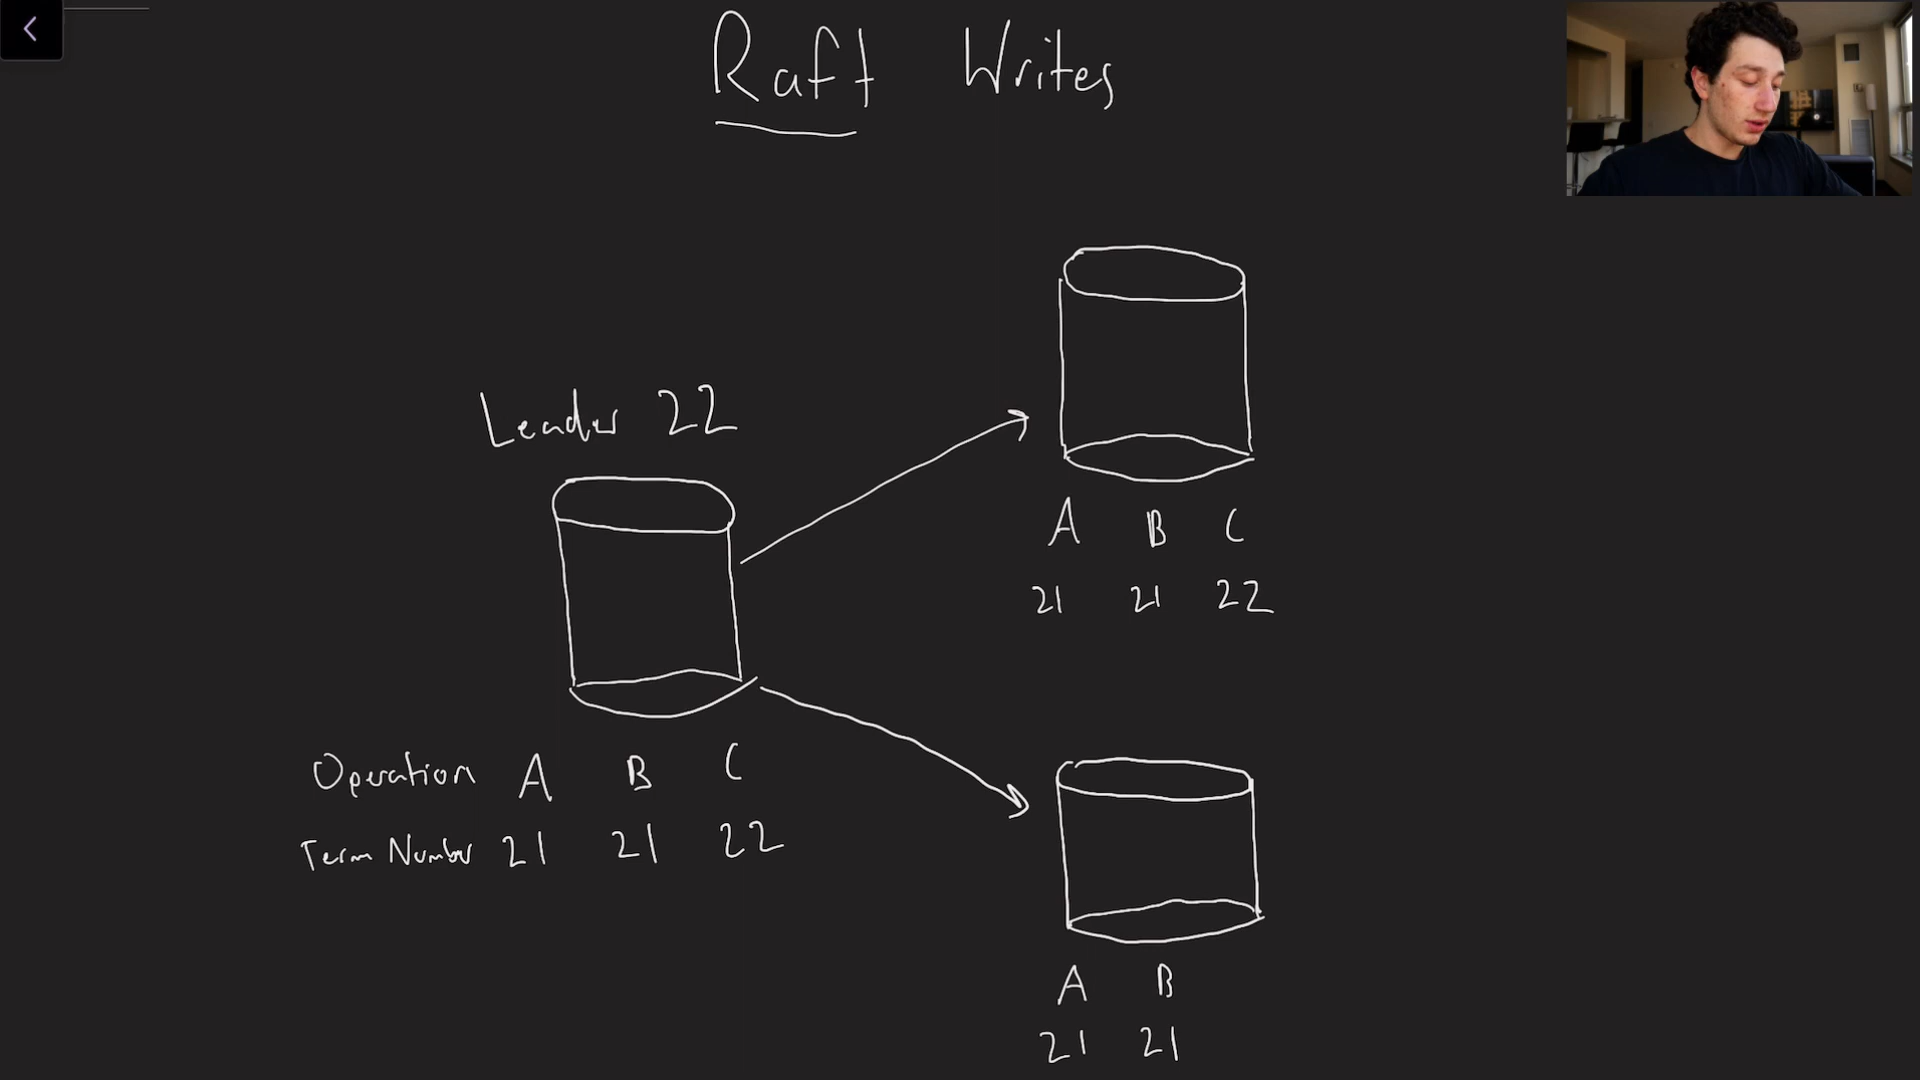 Raft Writes
Leader 22
A B C
21 21 22
Operation A B C
Term Number 21 21 22
A B
21 21